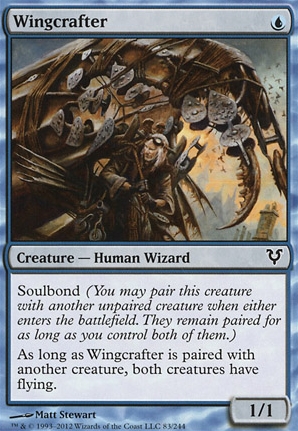 Wingcrafter
Creature — Human Wizard
Soulbond (You may pair this creature
with another unpaired creature when either
enters the battlefield. They remain paired for
as long as you control both of them.)
As long as Wingcrafter is paired with
another creature, both creatures have
flying.
Matt Stewart
1/1
™ & © 1993–2012 Wizards of the Coast LLC 83/244